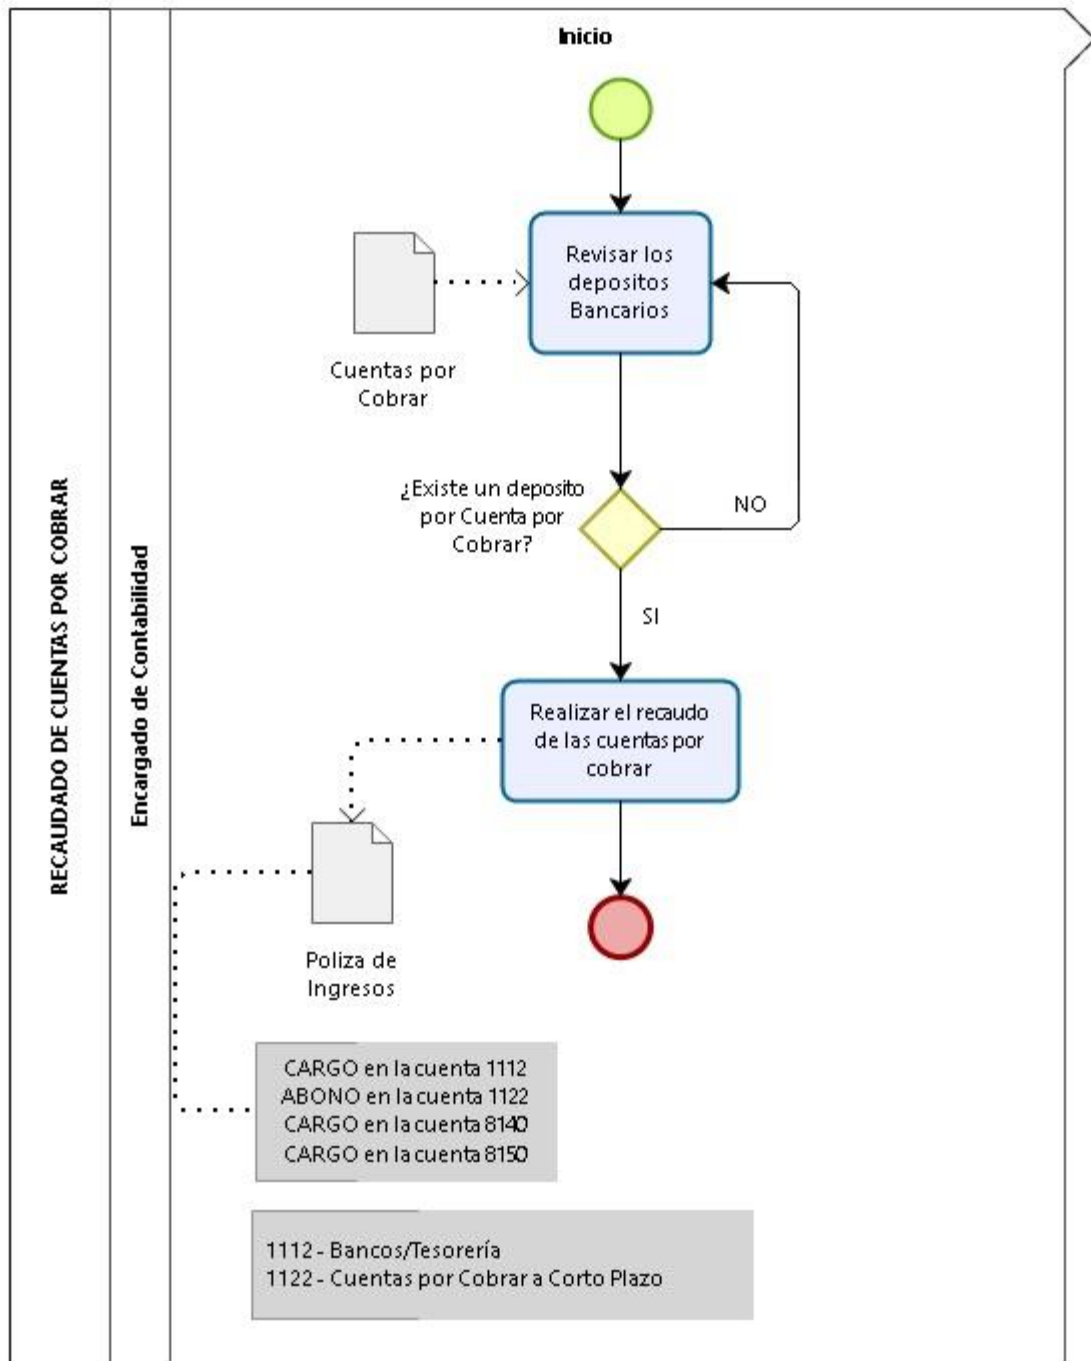 RECAUDADO DE CUENTAS POR COBRAR
Encargado de Contabilidad
Inicio
Revisar los
depositos
Bancarios
Cuentas por
Cobrar
¿Existe un deposito
por Cuenta por
Cobrar?
NO
SI
Realizar el recaudo
de las cuentas por
cobrar
Poliza de
Ingresos
CARGO en la cuenta 1112
ABONO en la cuenta 1122
CARGO en la cuenta 8140
CARGO en la cuenta 8150
1112 - Bancos/Tesorería
1122 - Cuentas por Cobrar a Corto Plazo